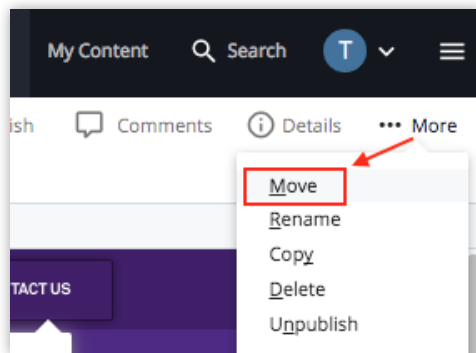 My Content Search T
ish Comments Details More
Move
Rename
Copy
Delete
Unpublish
TACT US